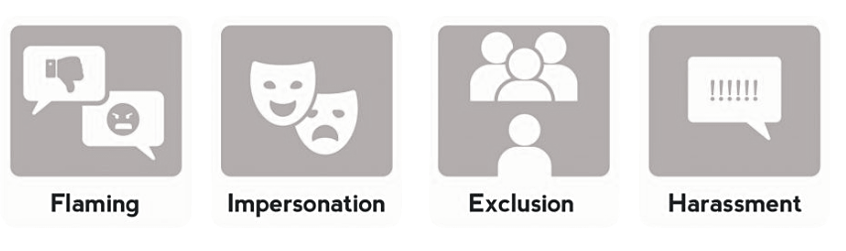 !!!!!!
Flaming
Impersonation
Exclusion
Harassment